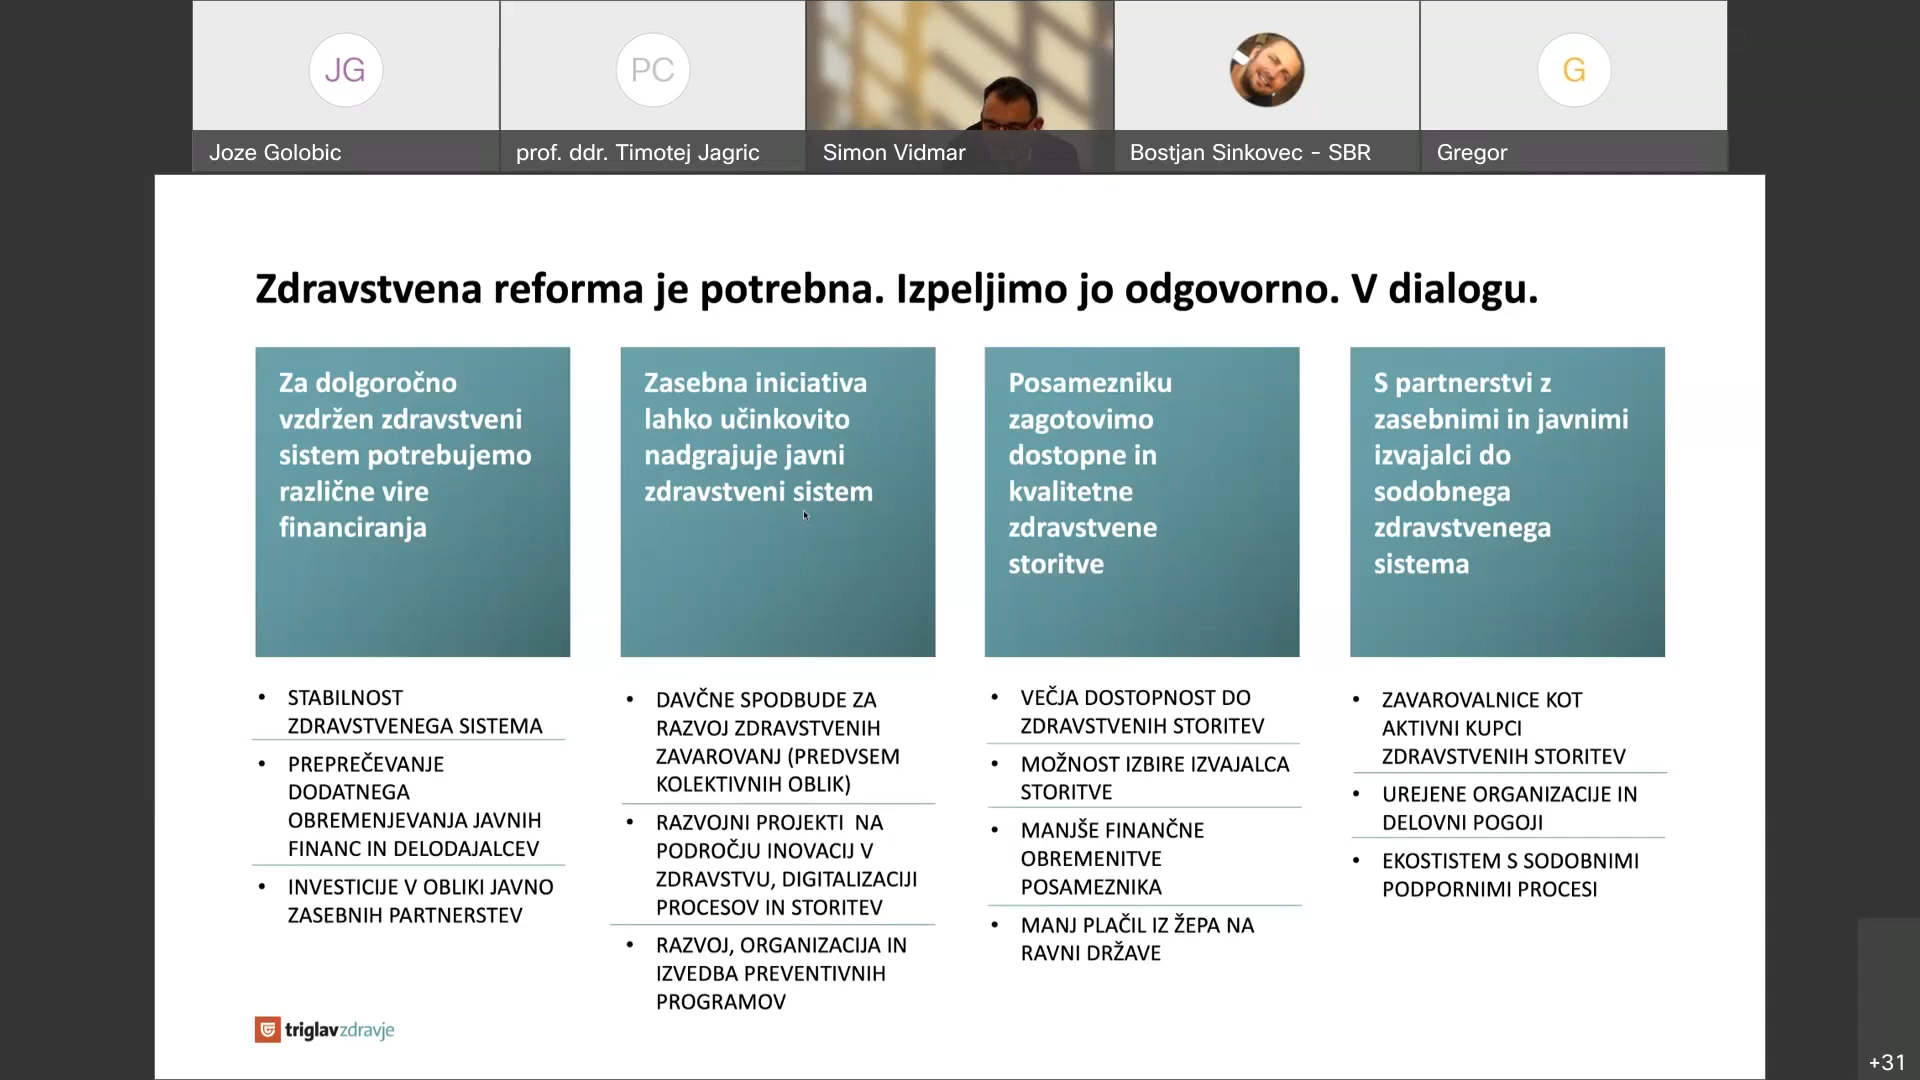 JG
PC
G
Joze Golobic
prof. ddr. Timotej Jagric
Simon Vidmar
Bostjan Sinkovec - SBR
Gregor
Zdravstvena reforma je potrebna. Izpeljimo jo odgovorno. V dialogu.
Za dolgoročno
vzdržen zdravstveni
sistem potrebujemo
različne vire
financiranja
• STABILNOST
ZDRAVSTVENEGA SISTEMA
• PREPREČEVANJE
DODATNEGA
OBREMENJEVANJA JAVNIH
FINANC IN DELODAJALCEV
• INVESTICIJE V OBLIKI JAVNO
ZASEBNIH PARTNERSTEV
Zasebna iniciativa
lahko učinkovito
nadgrajuje javni
zdravstveni sistem
• DAVČNE SPODBUDE ZA
RAZVOJ ZDRAVSTVENIH
ZAVAROVANJ (PREDVSEM
KOLEKTIVNIH OBLIK)
• RAZVOJNI PROJEKTI  NA
PODROČJU INOVACIJ V
ZDRAVSTVU, DIGITALIZACIJI
PROCESOV IN STORITEV
• RAZVOJ, ORGANIZACIJA IN
IZVEDBA PREVENTIVNIH
PROGRAMOV
Posamezniku
zagotovimo
dostopne in
kvalitetne
zdravstvene
storitve
• VEČJA DOSTOPNOST DO
ZDRAVSTVENIH STORITEV
• MOŽNOST IZBIRE IZVAJALCA
STORITVE
• MANJŠE FINANČNE
OBREMENITVE
POSAMEZNIKA
• MANJ PLAČIL IZ ŽEPA NA
RAVNI DRŽAVE
S partnerstvi z
zasebnimi in javnimi
izvajalci do
sodobnega
zdravstvenega
sistema
• ZAVAROVALNICE KOT
AKTIVNI KUPCI
ZDRAVSTVENIH STORITEV
• UREJENE ORGANIZACIJE IN
DELOVNI POGOJI
• EKOSTISTEM S SODOBNIMI
PODPORNIMI PROCESI
triglavzdravje
+31